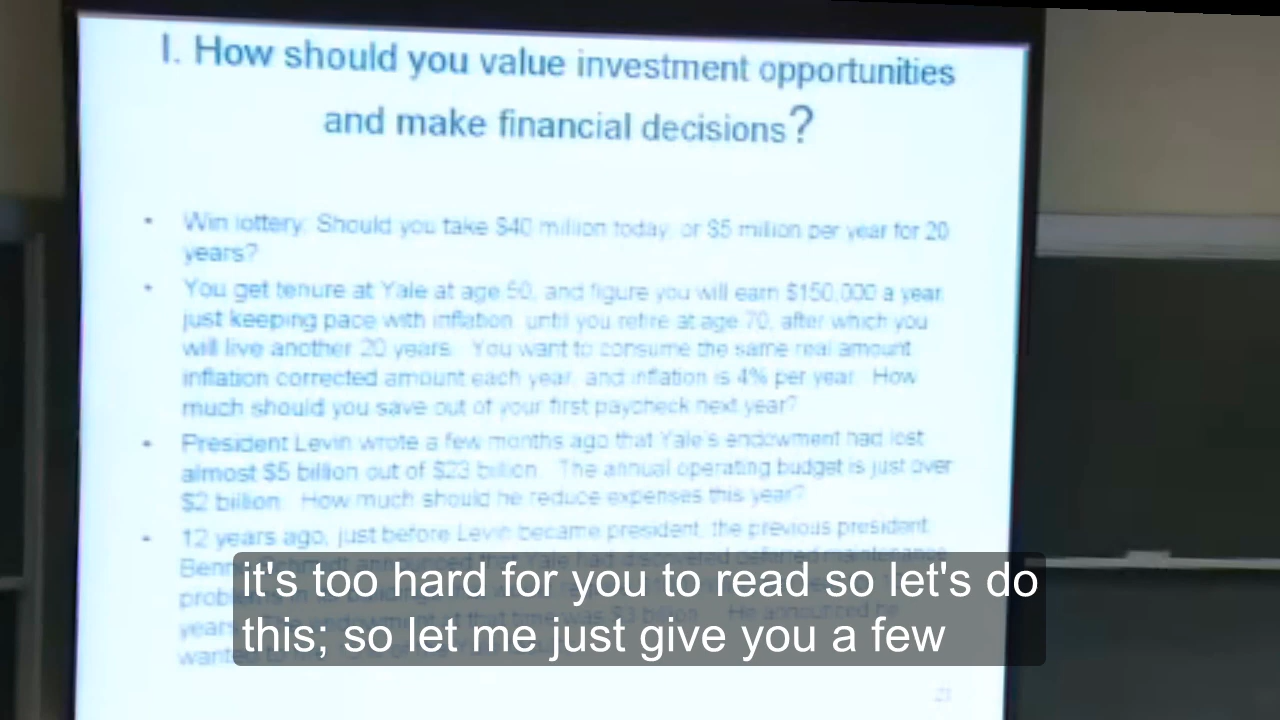 I. How should you value investment opportunities
and make financial decisions?
• Win lottery. Should you take $40 million today, or $5 million per year for 20
years?
• You get tenure at Yale at age 50, and figure you will earn $150,000 a year,
just keeping pace with inflation, until you retire at age 70, after which you
will live another 20 years. You want to consume the same real amount
inflation corrected amount each year, and inflation is 4% per year. How
much should you save out of your first paycheck next year?
• President Levin wrote a few months ago that Yale's endowment had lost
almost $5 billion out of $23 billion. The annual operating budget is just over
$2 billion. How much should he reduce expenses this year?
• 12 years ago, just before Levin became president, the previous president
it's too hard for you to read so let's do
this; so let me just give you a few